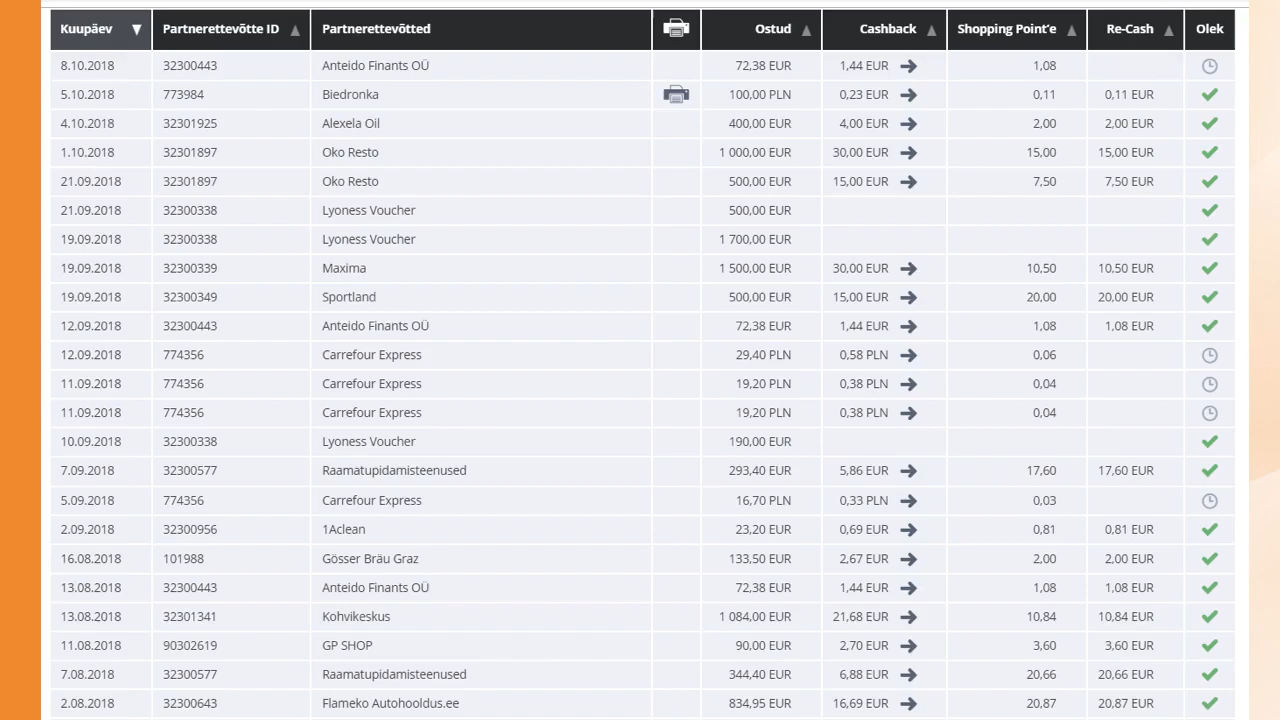 Kuupäev Partnerettevõtte ID Partnerettevõtted Ostud Cashback Shopping Point'e Re-Cash Olek
8.10.2018 32300443 Anteido Finants OÜ 72,38 EUR 1,44 EUR 1,08
5.10.2018 773984 Biedronka 100,00 PLN 0,23 EUR 0,11 0,11 EUR
4.10.2018 32301925 Alexela Oil 400,00 EUR 4,00 EUR 2,00 2,00 EUR
1.10.2018 32301897 Oko Resto 1 000,00 EUR 30,00 EUR 15,00 15,00 EUR
21.09.2018 32301897 Oko Resto 500,00 EUR 15,00 EUR 7,50 7,50 EUR
21.09.2018 32300338 Lyoness Voucher 500,00 EUR
19.09.2018 32300338 Lyoness Voucher 1 700,00 EUR
19.09.2018 32300339 Maxima 1 500,00 EUR 30,00 EUR 10,50 10,50 EUR
19.09.2018 32300349 Sportland 500,00 EUR 15,00 EUR 20,00 20,00 EUR
12.09.2018 32300443 Anteido Finants OÜ 72,38 EUR 1,44 EUR 1,08 1,08 EUR
12.09.2018 774356 Carrefour Express 29,40 PLN 0,58 PLN 0,06
11.09.2018 774356 Carrefour Express 19,20 PLN 0,38 PLN 0,04
11.09.2018 774356 Carrefour Express 19,20 PLN 0,38 PLN 0,04
10.09.2018 32300338 Lyoness Voucher 190,00 EUR
7.09.2018 32300577 Raamatupidamisteenused 293,40 EUR 5,86 EUR 17,60 17,60 EUR
5.09.2018 774356 Carrefour Express 16,70 PLN 0,33 PLN 0,03
2.09.2018 32300956 1Aclean 23,20 EUR 0,69 EUR 0,81 0,81 EUR
16.08.2018 101988 Gösser Bräu Graz 133,50 EUR 2,67 EUR 2,00 2,00 EUR
13.08.2018 32300443 Anteido Finants OÜ 72,38 EUR 1,44 EUR 1,08 1,08 EUR
13.08.2018 32301341 Kohvikeskus 1 084,00 EUR 21,68 EUR 10,84 10,84 EUR
11.08.2018 90302619 GP SHOP 90,00 EUR 2,70 EUR 3,60 3,60 EUR
7.08.2018 32300577 Raamatupidamisteenused 344,40 EUR 6,88 EUR 20,66 20,66 EUR
2.08.2018 32300643 Flameko Autohooldus.ee 834,95 EUR 16,69 EUR 20,87 20,87 EUR